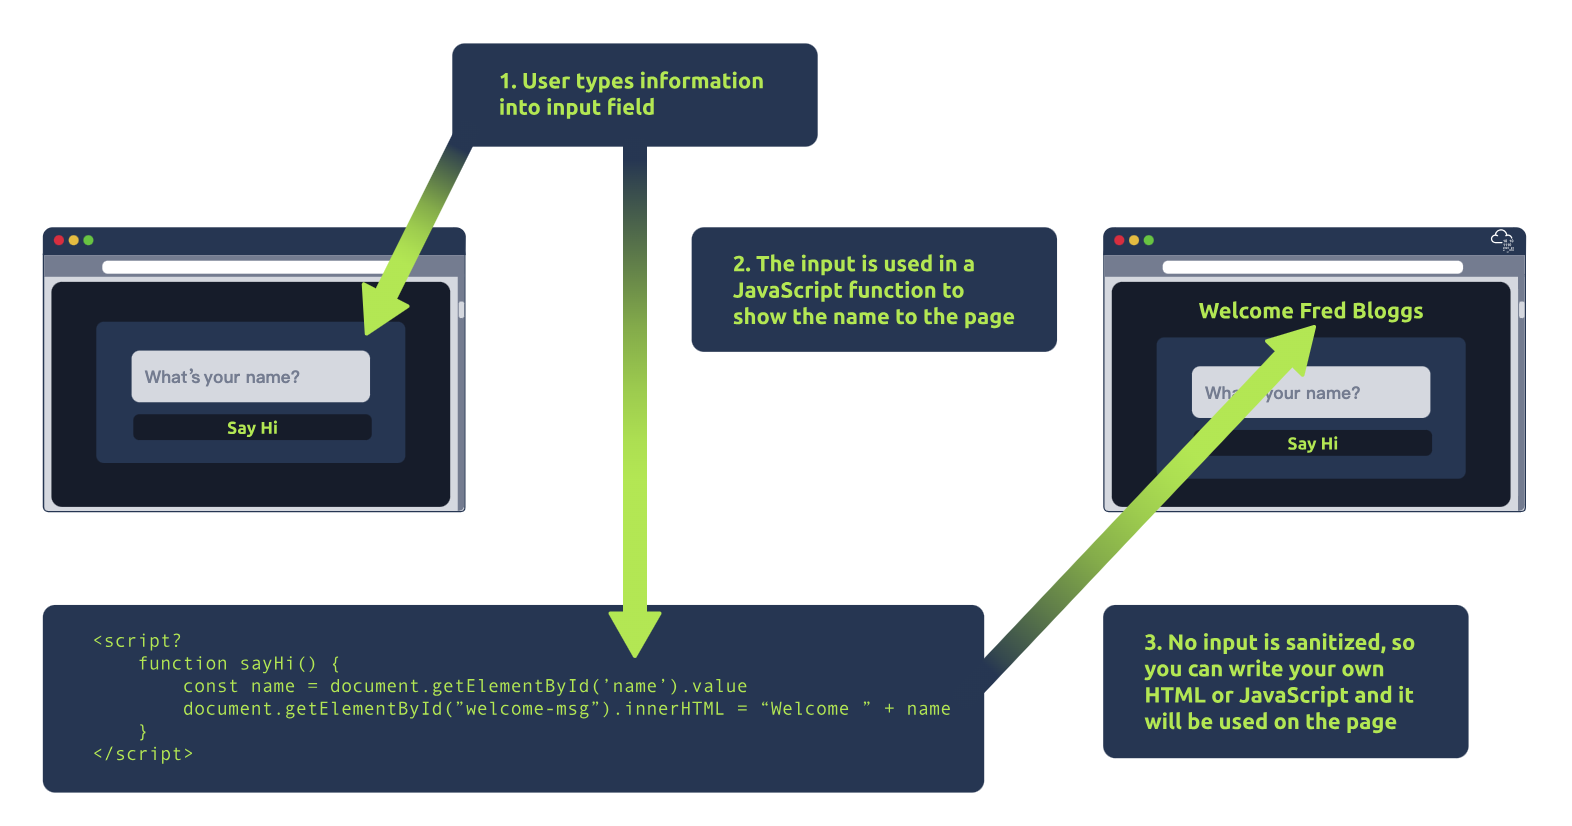 1. User types information
into input field
What’s your name?
Say Hi
2. The input is used in a
JavaScript function to
show the name to the page
Welcome Fred Bloggs
your name?
Say Hi
<script?
function sayHi() {
const name = document.getElementById(’name’).value
document.getElementById(”welcome-msg”).innerHTML = “Welcome ” + name
}
</script>
3. No input is sanitized, so
you can write your own
HTML or JavaScript and it
will be used on the page